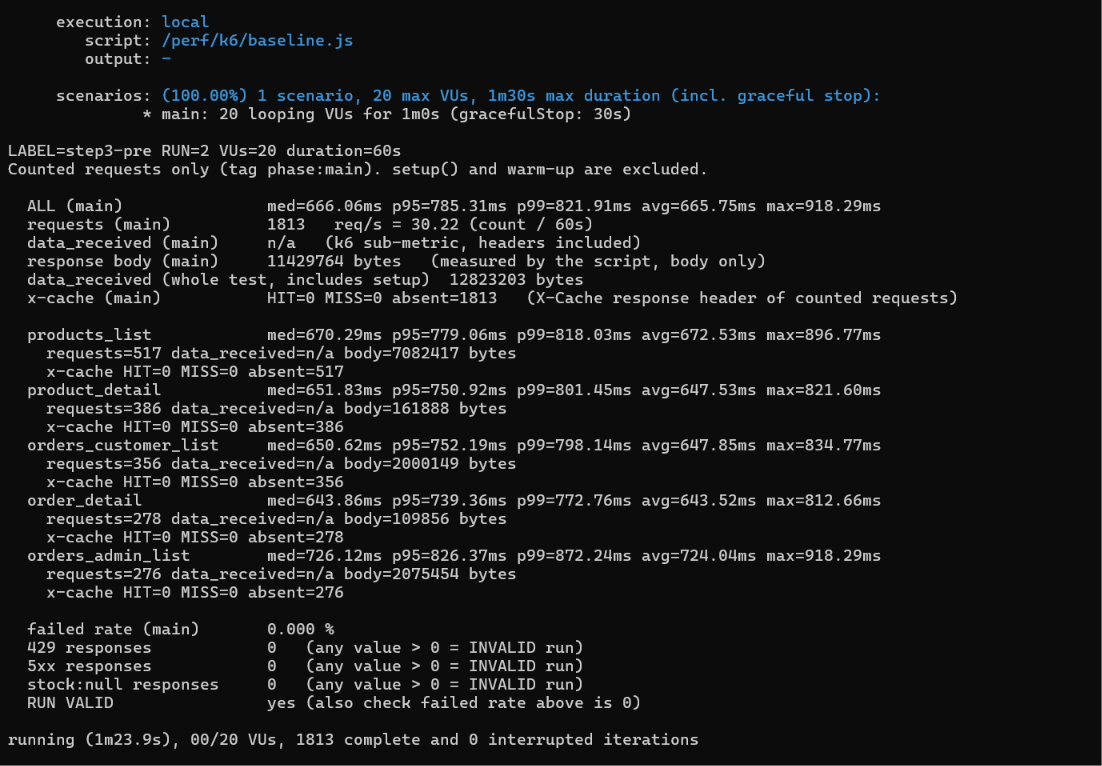 execution: local
script: /perf/k6/baseline.js
output: -
scenarios: (100.00%) 1 scenario, 20 max VUs, 1m30s max duration (incl. graceful stop):
* main: 20 looping VUs for 1m0s (gracefulStop: 30s)
LABEL=step3-pre RUN=2 VUs=20 duration=60s
Counted requests only (tag phase:main). setup() and warm-up are excluded.
ALL (main) med=666.06ms p95=785.31ms p99=821.91ms avg=665.75ms max=918.29ms
requests (main) 1813 req/s = 30.22 (count / 60s)
data_received (main) n/a (k6 sub-metric, headers included)
response body (main) 11429764 bytes (measured by the script, body only)
data_received (whole test, includes setup) 12823203 bytes
x-cache (main) HIT=0 MISS=0 absent=1813 (X-Cache response header of counted requests)
products_list med=670.29ms p95=779.06ms p99=818.03ms avg=672.53ms max=896.77ms
requests=517 data_received=n/a body=7082417 bytes
x-cache HIT=0 MISS=0 absent=517
product_detail med=651.83ms p95=750.92ms p99=801.45ms avg=647.53ms max=821.60ms
requests=386 data_received=n/a body=161888 bytes
x-cache HIT=0 MISS=0 absent=386
orders_customer_list med=650.62ms p95=752.19ms p99=798.14ms avg=647.85ms max=834.77ms
requests=356 data_received=n/a body=2000149 bytes
x-cache HIT=0 MISS=0 absent=356
order_detail med=643.86ms p95=739.36ms p99=772.76ms avg=643.52ms max=812.66ms
requests=278 data_received=n/a body=109856 bytes
x-cache HIT=0 MISS=0 absent=278
orders_admin_list med=726.12ms p95=826.37ms p99=872.24ms avg=724.04ms max=918.29ms
requests=276 data_received=n/a body=2075454 bytes
x-cache HIT=0 MISS=0 absent=276
failed rate (main) 0.000 %
429 responses 0 (any value > 0 = INVALID run)
5xx responses 0 (any value > 0 = INVALID run)
stock:null responses 0 (any value > 0 = INVALID run)
RUN VALID yes (also check failed rate above is 0)
running (1m23.9s), 00/20 VUs, 1813 complete and 0 interrupted iterations